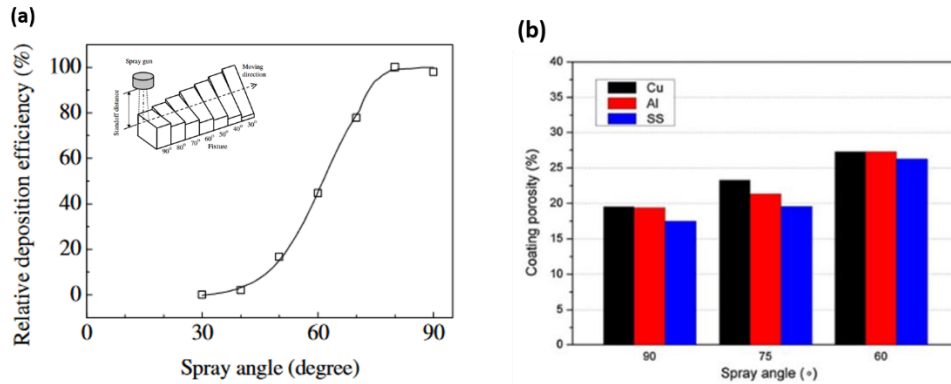 (a)
Relative deposition efficiency (%)
100
80
60
40
20
0
0
30
60
90
Spray angle (degree)
Spray gun
Standoff distance
Moving
direction
90°
80°
70°
60°
50°
40°
30°
Fixture
(b)
Coating porosity (%)
40
35
30
25
20
15
10
5
0
Cu
Al
SS
90
75
60
Spray angle (°)